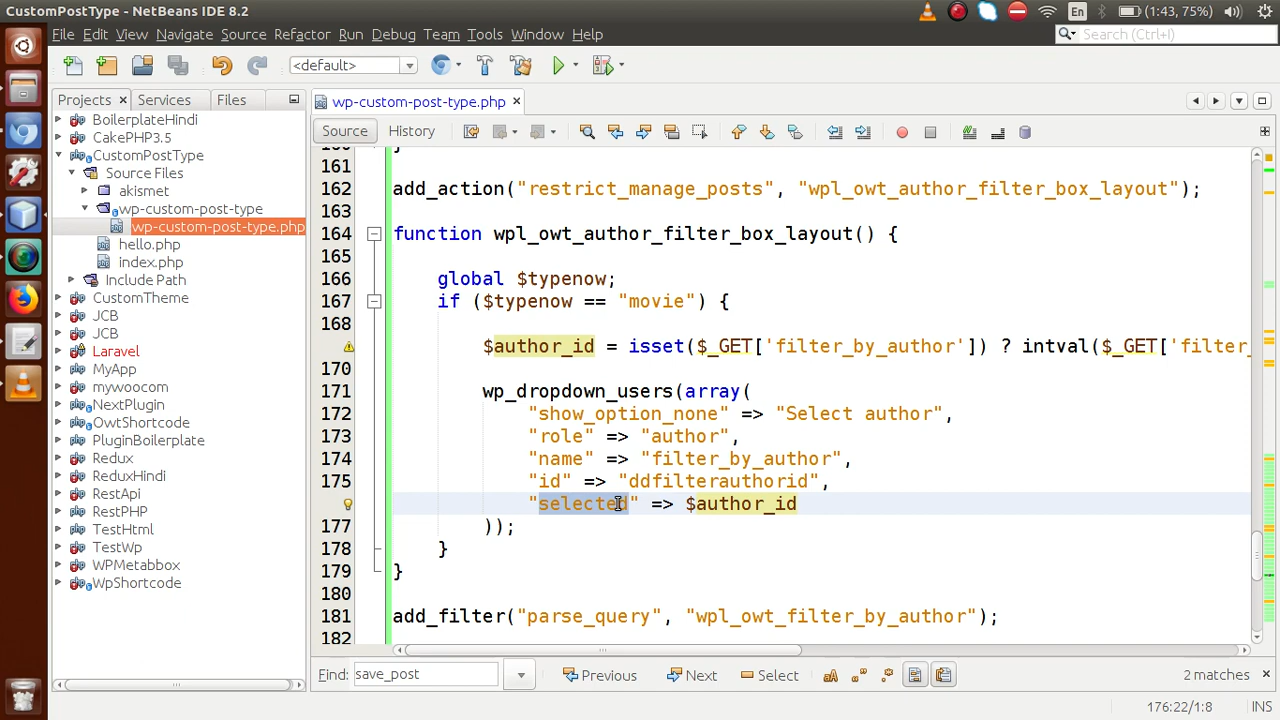 CustomPostType - NetBeans IDE 8.2
En (1:43, 75%)
File Edit View Navigate Source Refactor Run Debug Team Tools Window Help
Search (Ctrl+I)
<default>
Projects Services Files
wp-custom-post-type.php
BoilerplateHindi
CakePHP3.5
CustomPostType
Source Files
akismet
wp-custom-post-type
wp-custom-post-type.php
hello.php
index.php
Include Path
CustomTheme
JCB
JCB
Laravel
MyApp
mywoocom
NextPlugin
OwtShortcode
PluginBoilerplate
Redux
ReduxHindi
RestApi
RestPHP
TestHtml
TestWp
WPMetabbox
WpShortcode
Source History
160 }
161
162 add_action("restrict_manage_posts", "wpl_owt_author_filter_box_layout");
163
164 function wpl_owt_author_filter_box_layout() {
165
166 global $typenow;
167 if ($typenow == "movie") {
168
$author_id = isset($_GET['filter_by_author']) ? intval($_GET['filter_
170
171 wp_dropdown_users(array(
172 "show_option_none" => "Select author",
173 "role" => "author",
174 "name" => "filter_by_author",
175 "id" => "ddfilterauthorid",
"selected" => $author_id
177 ));
178 }
179 }
180
181 add_filter("parse_query", "wpl_owt_filter_by_author");
182
Find: save_post Previous Next Select 2 matches
176:22/1:8 INS